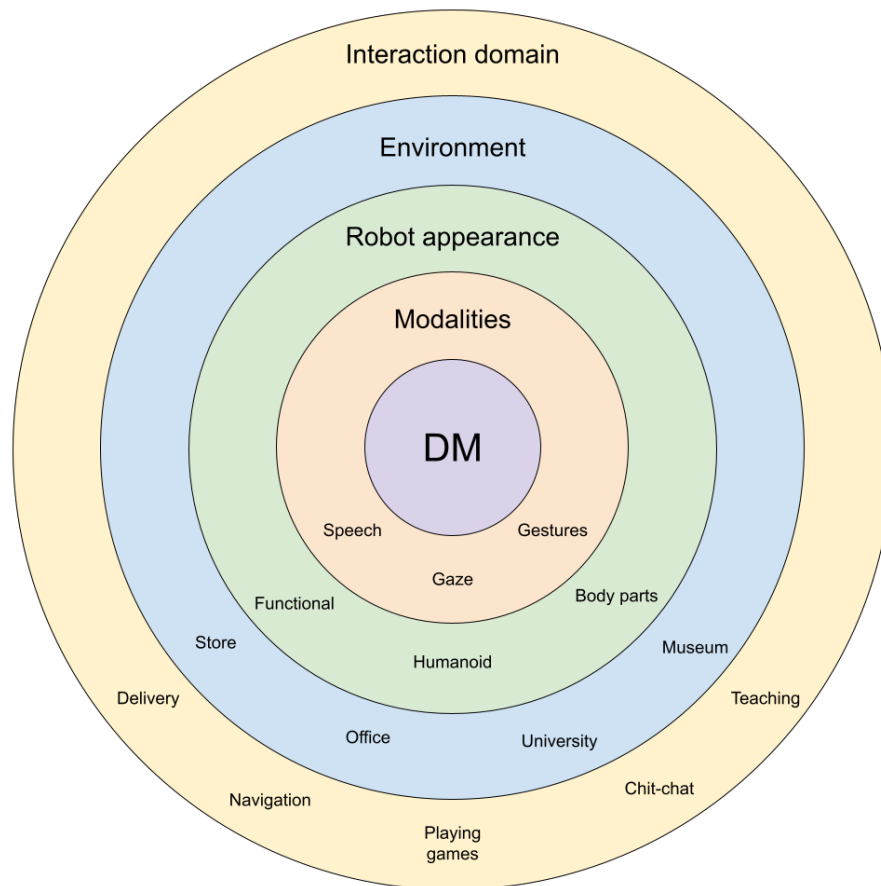 Interaction domain
Environment
Robot appearance
Modalities
DM
Speech
Gestures
Gaze
Functional
Body parts
Humanoid
Store
Museum
Office
University
Delivery
Teaching
Navigation
Chit-chat
Playing
games